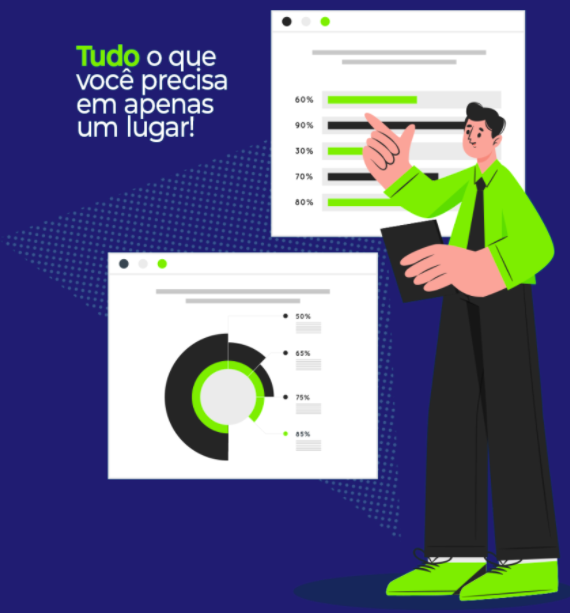 Tudo o que
você precisa
em apenas
um lugar!
60%
90%
30%
70%
80%
50%
65%
75%
85%